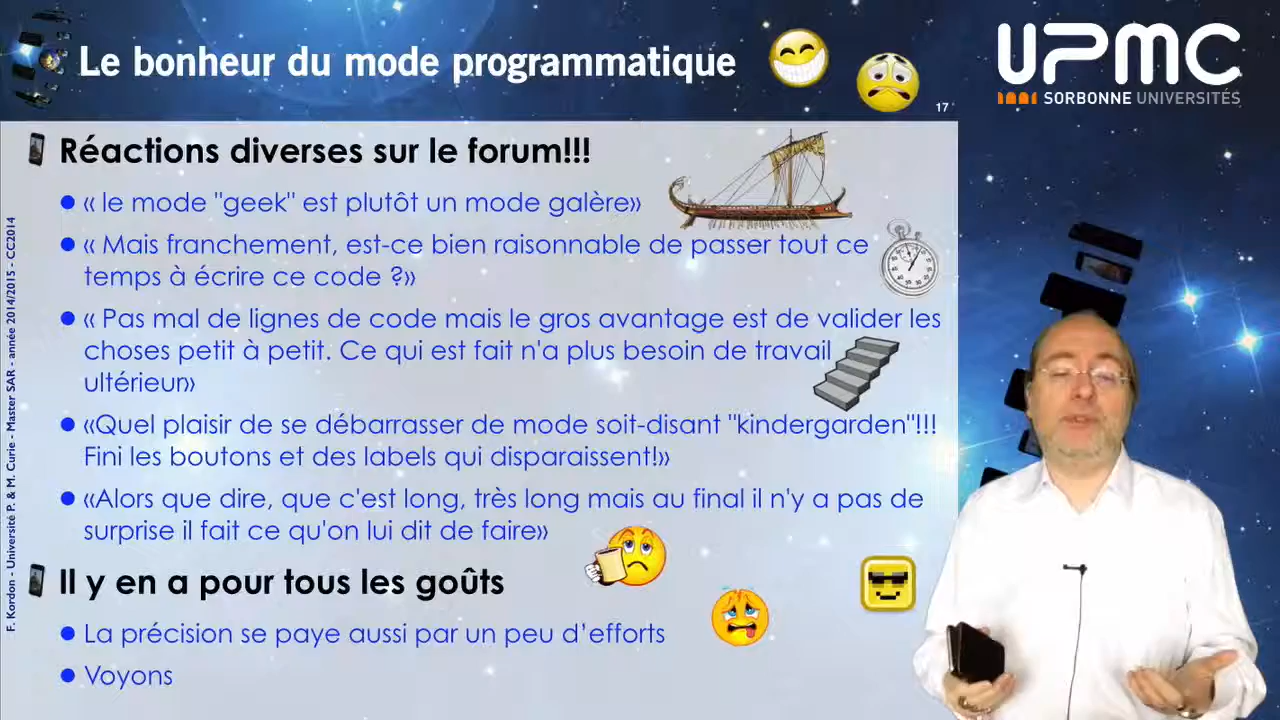 Le bonheur du mode programmatique
17
UPMC
SORBONNE UNIVERSITÉS
Réactions diverses sur le forum!!!
« le mode "geek" est plutôt un mode galère»
« Mais franchement, est-ce bien raisonnable de passer tout ce
temps à écrire ce code ?»
« Pas mal de lignes de code mais le gros avantage est de valider les
choses petit à petit. Ce qui est fait n'a plus besoin de travail
ultérieur»
«Quel plaisir de se débarrasser de mode soit-disant "kindergarden"!!!
Fini les boutons et des labels qui disparaissent!»
«Alors que dire, que c'est long, très long mais au final il n'y a pas de
surprise il fait ce qu'on lui dit de faire»
Il y en a pour tous les goûts
La précision se paye aussi par un peu d'efforts
Voyons
F. Kordon - Université P. & M. Curie - Master SAR - année 2014/2015 - CC2014